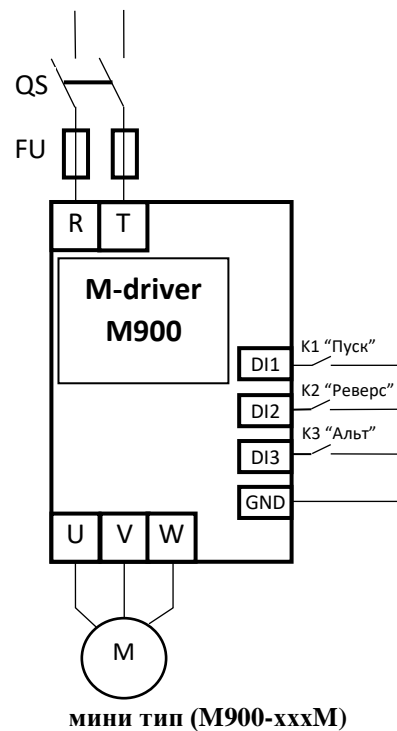 QS
FU
R T
M-driver
M900
K1 “Пуск”
DI1
K2 “Реверс”
DI2
K3 “Альт”
DI3
GND
U V W
M
мини тип (M900-xxxM)